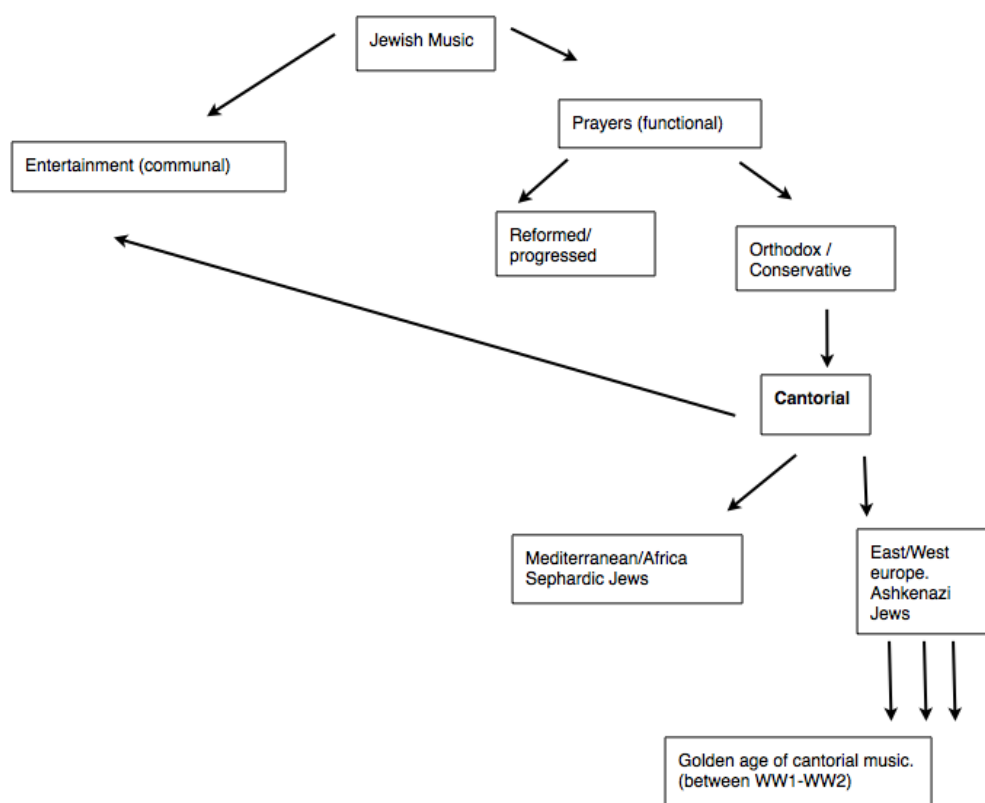 Jewish Music
Prayers (functional)
Entertainment (communal)
Reformed/
progressed
Orthodox /
Conservative
Cantorial
Mediterranean/Africa
Sephardic Jews
East/West
europe.
Ashkenazi
Jews
Golden age of cantorial music.
(between WW1-WW2)